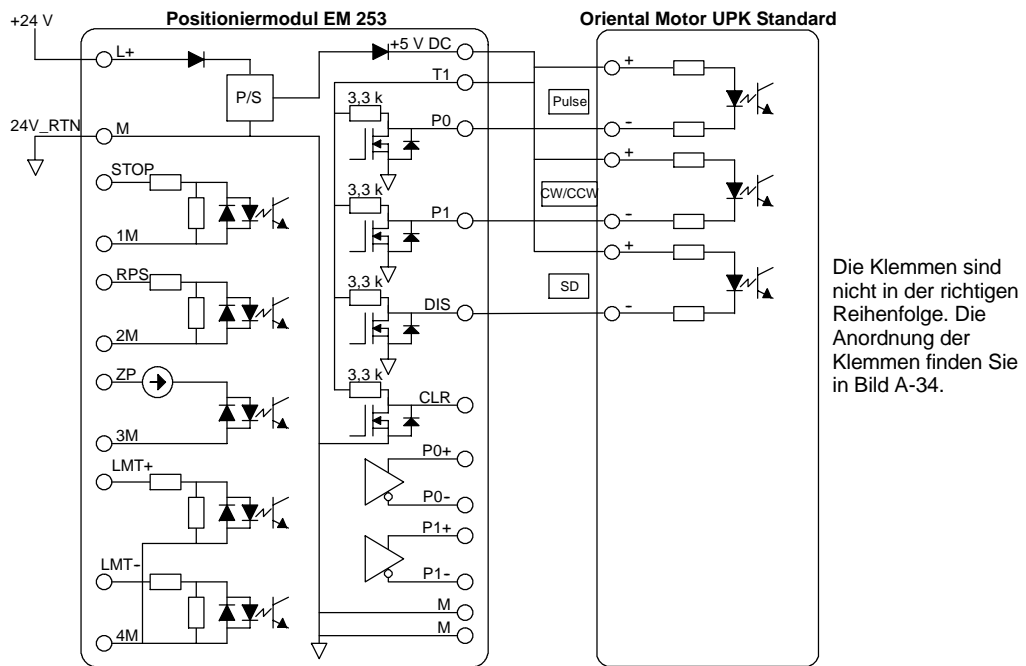 Positioniermodul EM 253
Oriental Motor UPK Standard
+24 V
L+
+5 V DC
T1
P/S
24V_RTN
M
3,3 k
P0
+
Pulse
-
STOP
1M
3,3 k
P1
+
CW/CCW
-
RPS
2M
3,3 k
DIS
+
SD
-
ZP
3M
3,3 k
CLR
LMT+
P0+
P0-
P1+
P1-
LMT-
4M
M
M
Die Klemmen sind
nicht in der richtigen
Reihenfolge. Die
Anordnung der
Klemmen finden Sie
in Bild A-34.